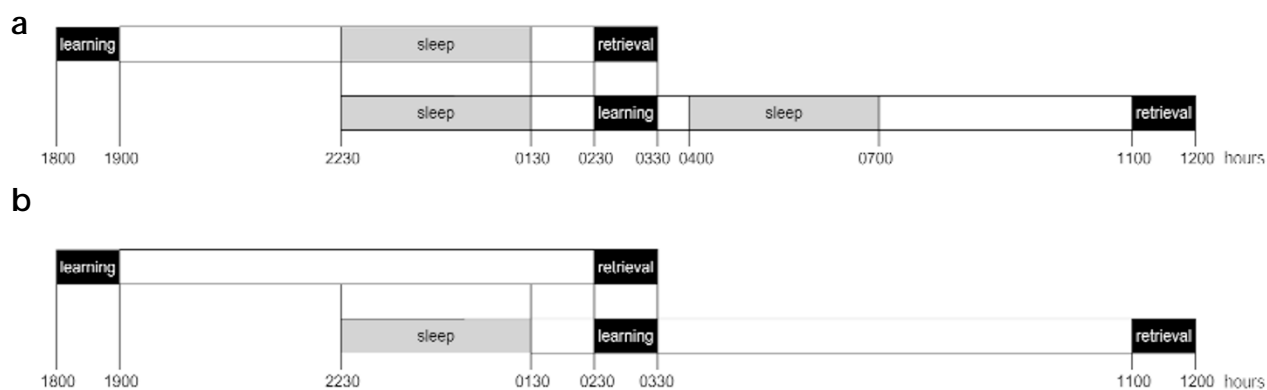 a
learning sleep retrieval
sleep learning sleep retrieval
1800 1900 2230 0130 0230 0330 0400 0700 1100 1200 hours
b
learning retrieval
sleep learning retrieval
1800 1900 2230 0130 0230 0330 1100 1200 hours